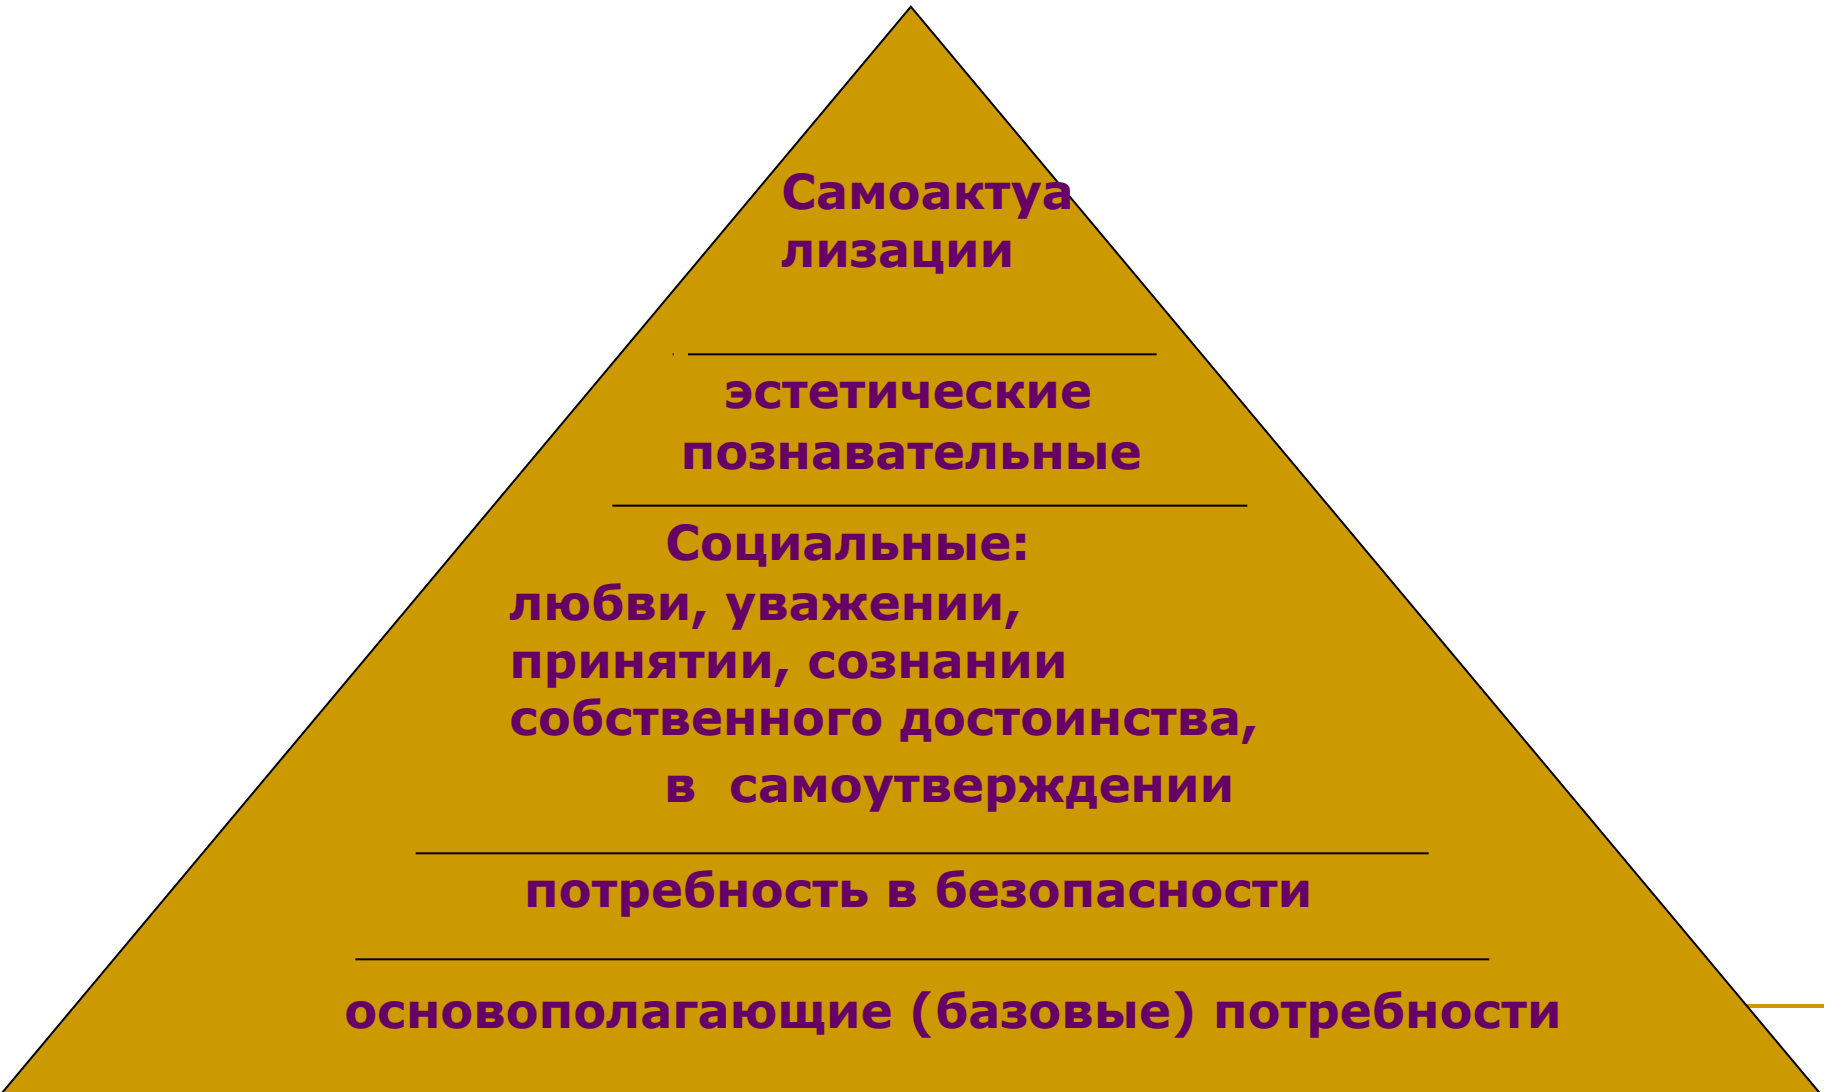 Самоактуа
лизации
эстетические
познавательные
Социальные:
любви, уважении,
принятии, сознании
собственного достоинства,
в самоутверждении
потребность в безопасности
основополагающие (базовые) потребности